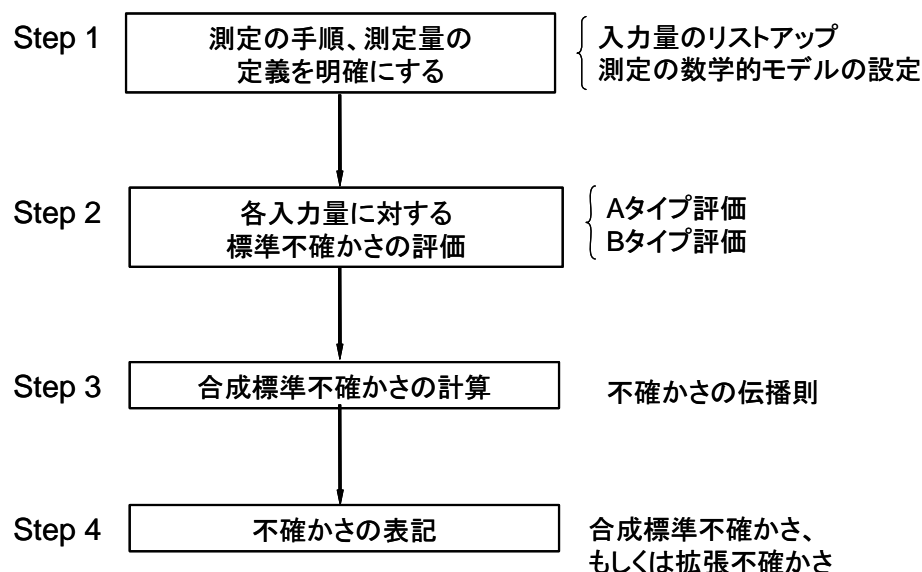 Step 1
測定の手順、測定量の
定義を明確にする
入力量のリストアップ
測定の数学的モデルの設定
Step 2
各入力量に対する
標準不確かさの評価
Aタイプ評価
Bタイプ評価
Step 3
合成標準不確かさの計算
不確かさの伝播則
Step 4
不確かさの表記
合成標準不確かさ、
もしくは拡張不確かさ